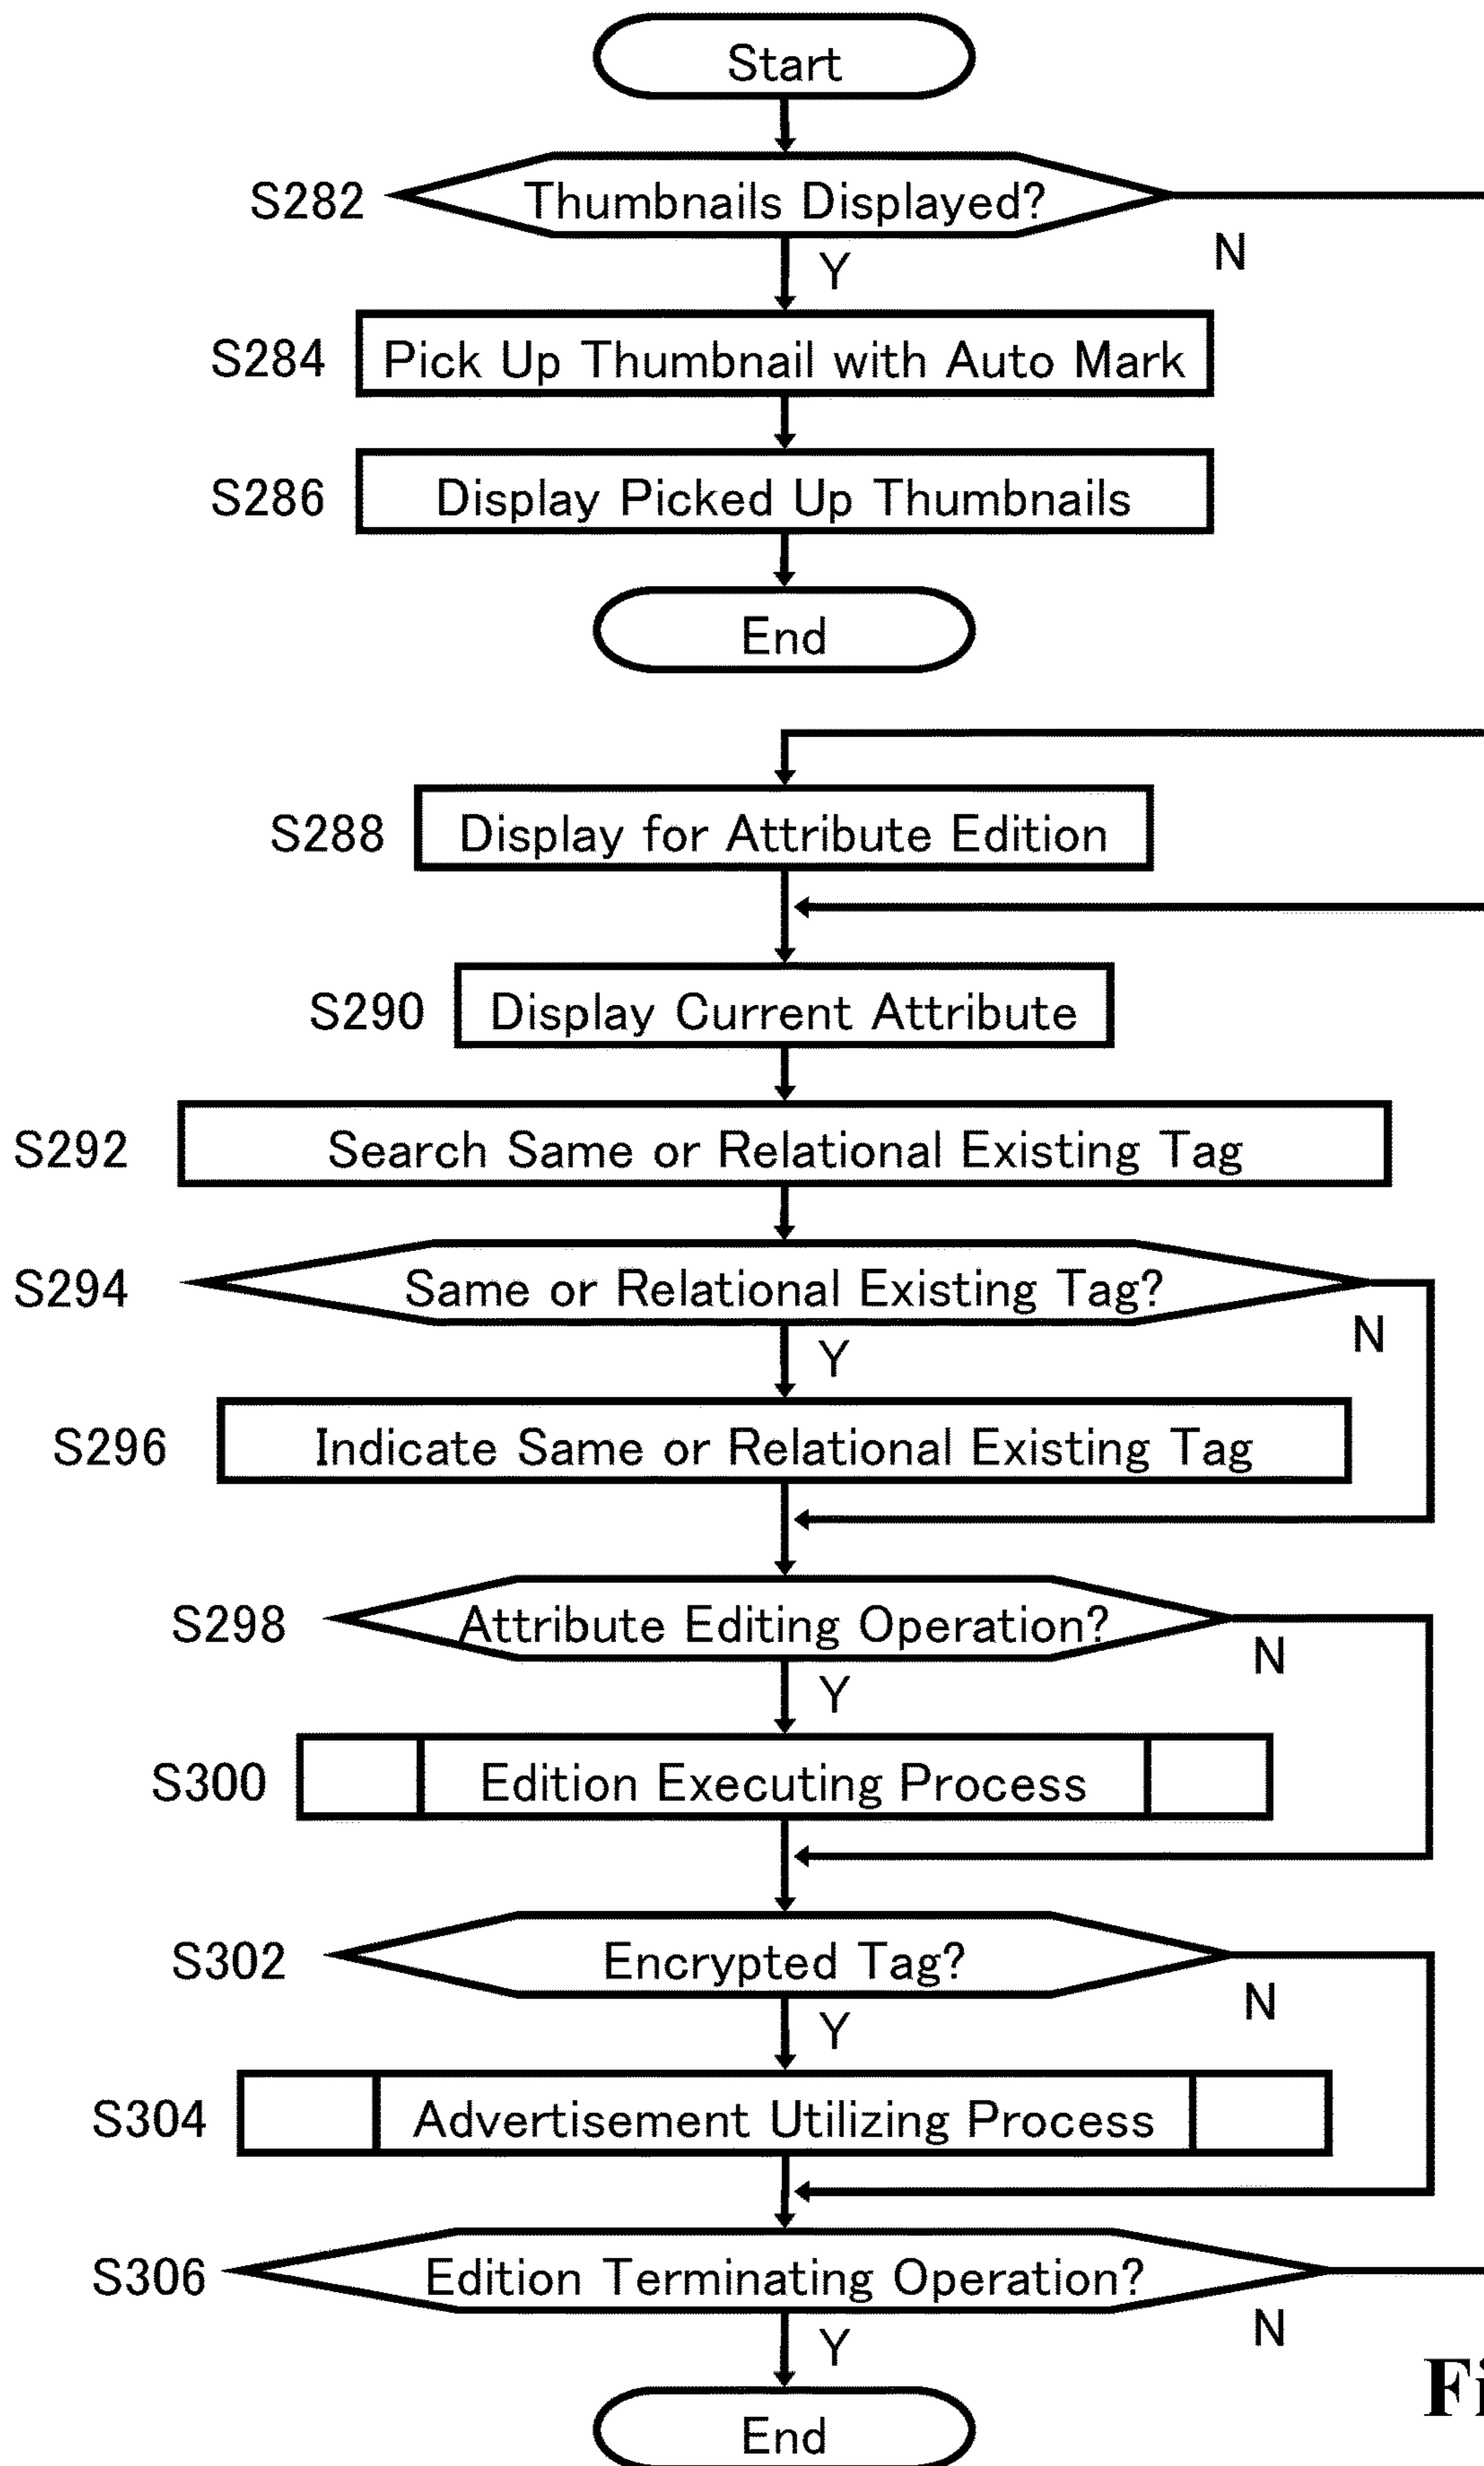 Start
S282 Thumbnails Displayed?
N
Y
S284 Pick Up Thumbnail with Auto Mark
S286 Display Picked Up Thumbnails
End
S288 Display for Attribute Edition
S290 Display Current Attribute
S292 Search Same or Relational Existing Tag
S294 Same or Relational Existing Tag?
N
Y
S296 Indicate Same or Relational Existing Tag
S298 Attribute Editing Operation?
N
Y
S300 Edition Executing Process
S302 Encrypted Tag?
N
Y
S304 Advertisement Utilizing Process
S306 Edition Terminating Operation?
N
Y
End